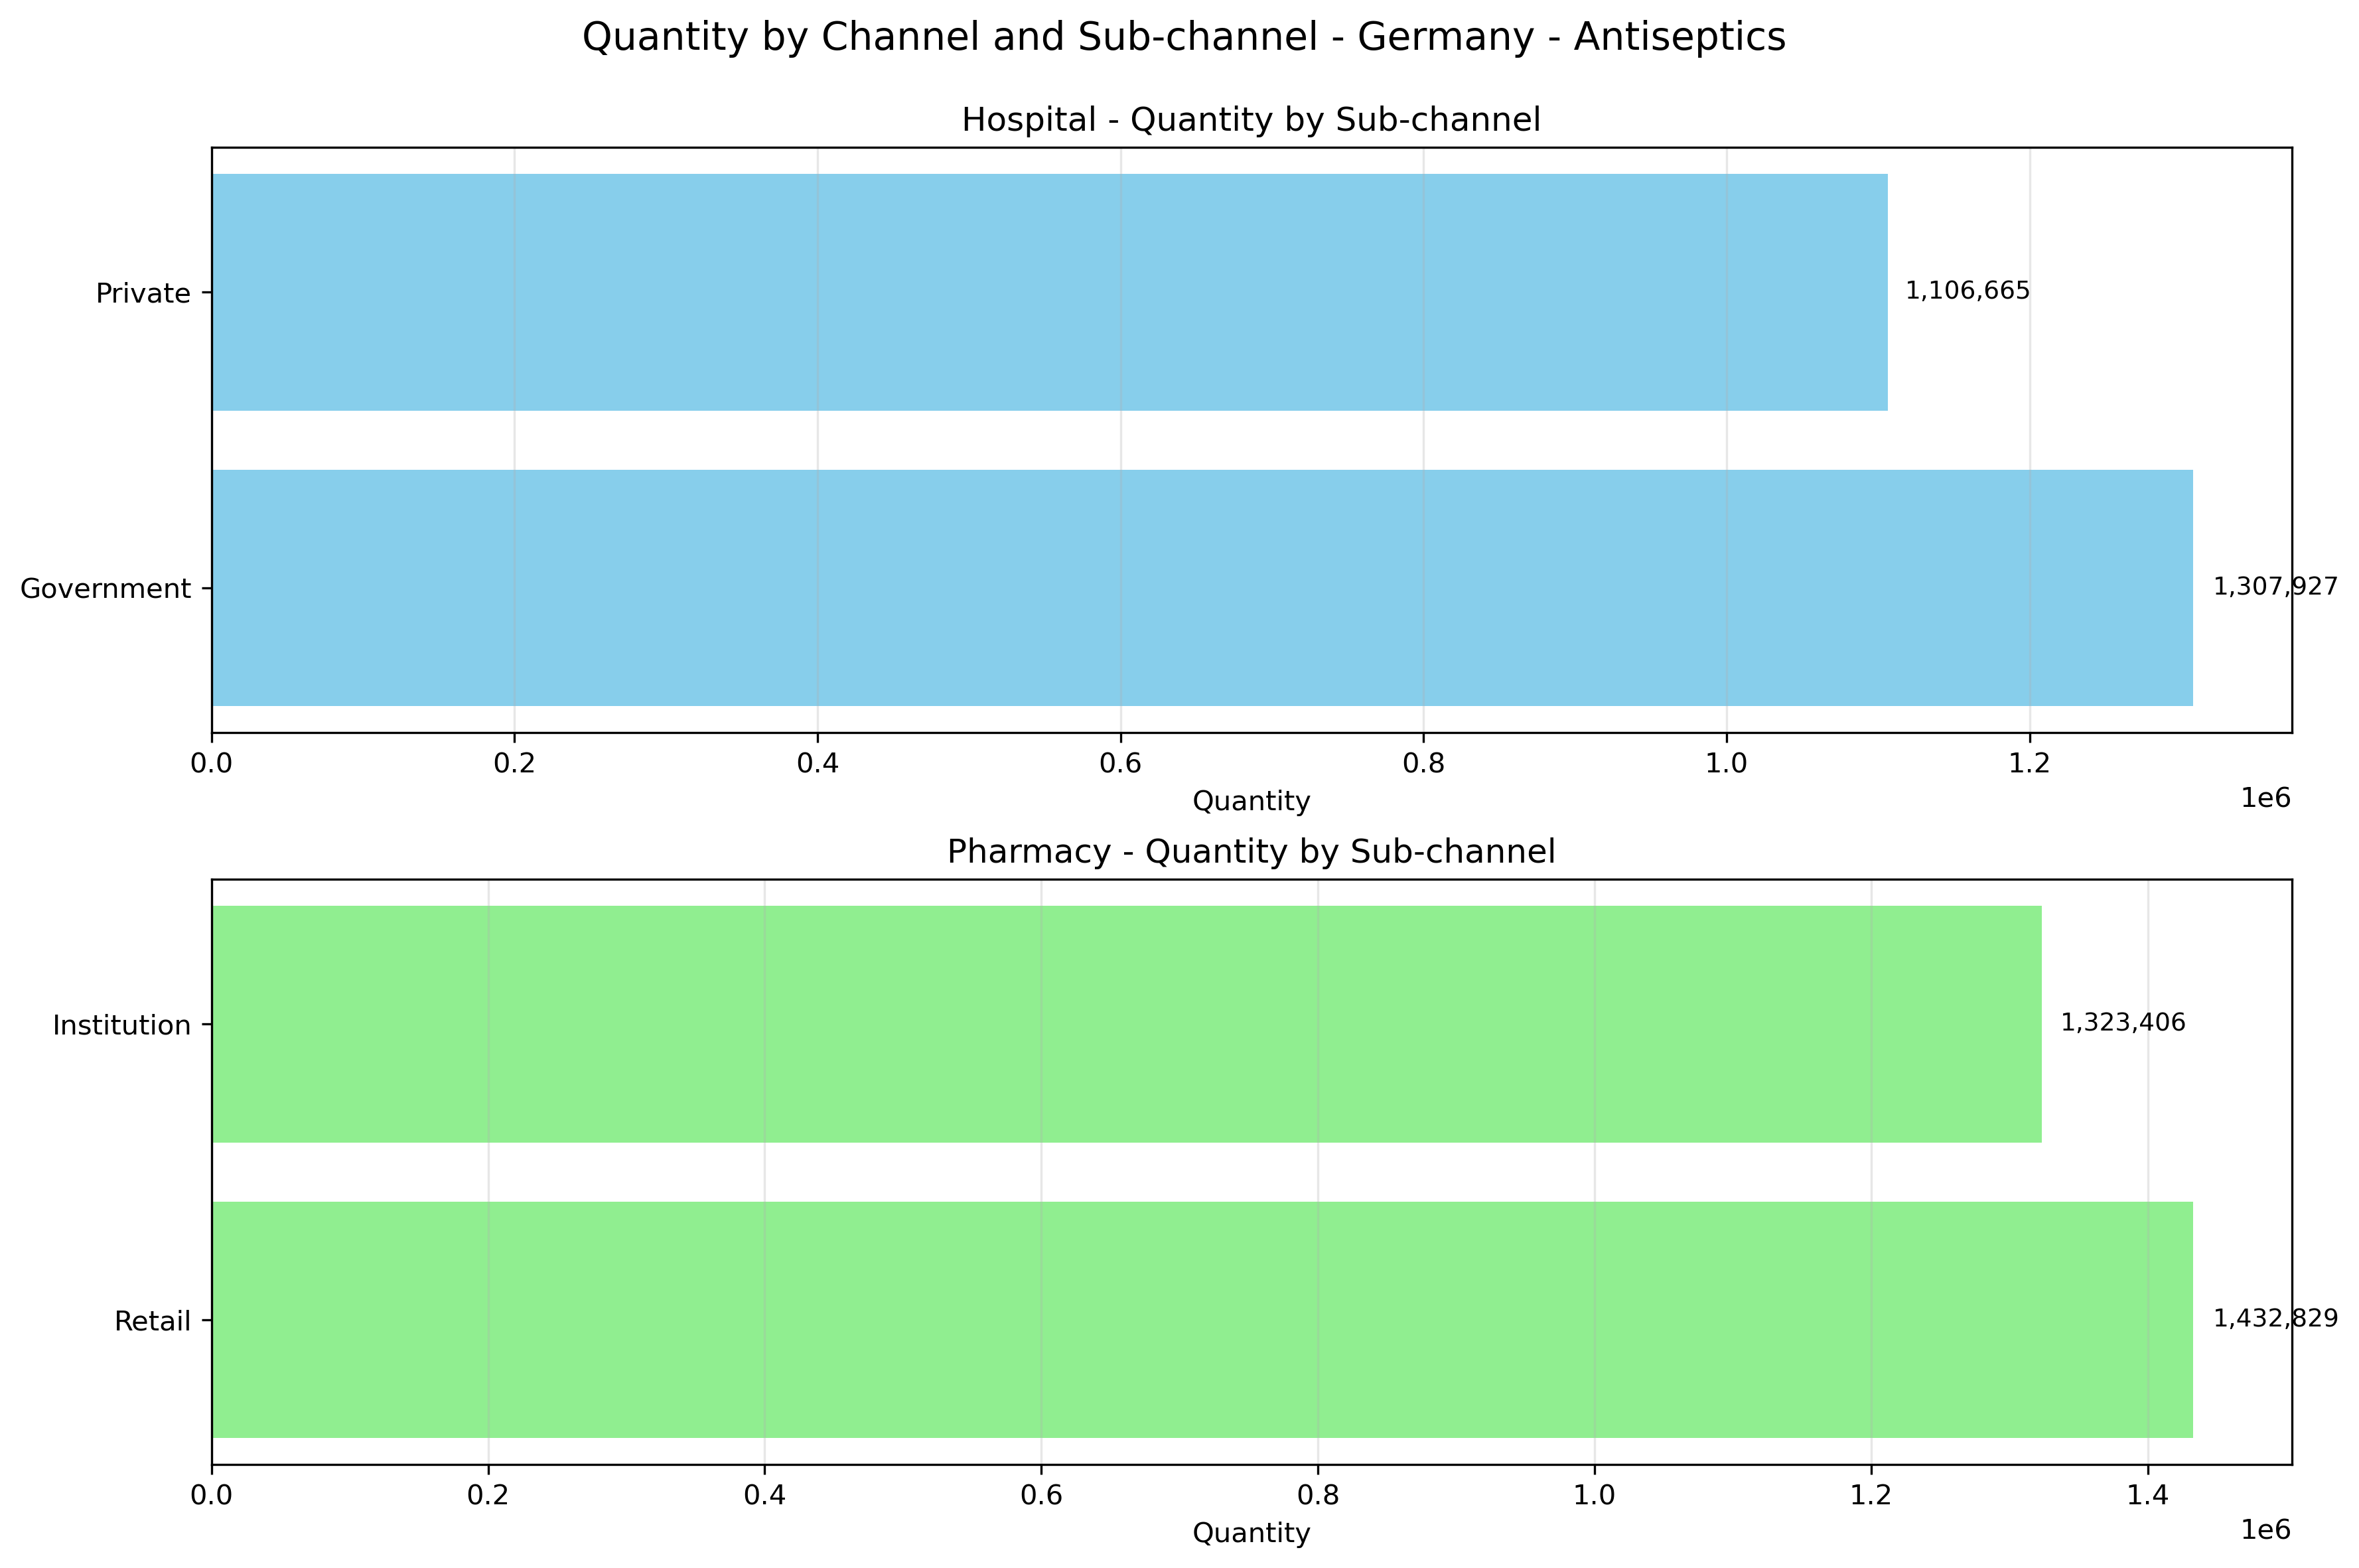 Quantity by Channel and Sub-channel - Germany - Antiseptics
Hospital - Quantity by Sub-channel
Private
1,106,665
Government
1,307,927
0.0 0.2 0.4 0.6 0.8 1.0 1.2
Quantity
1e6
Pharmacy - Quantity by Sub-channel
Institution
1,323,406
Retail
1,432,829
0.0 0.2 0.4 0.6 0.8 1.0 1.2 1.4
Quantity
1e6